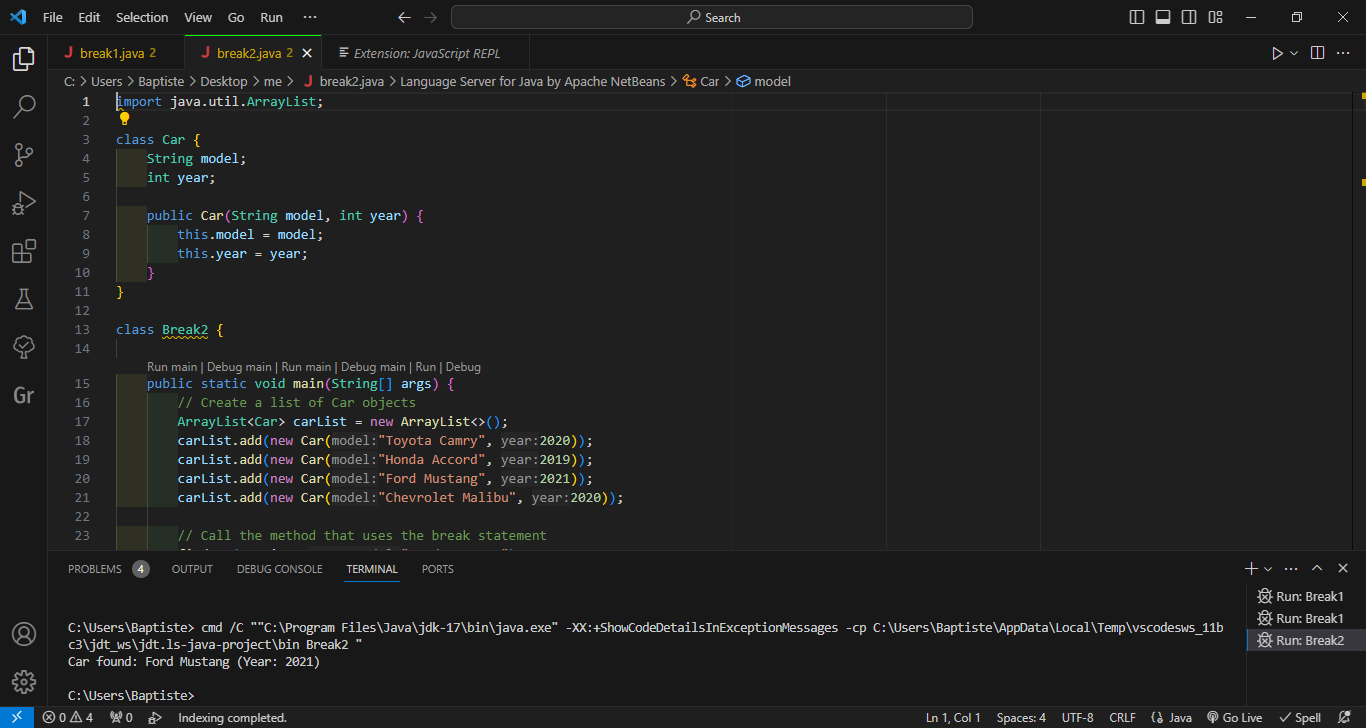 File Edit Selection View Go Run ··· Search
break1.java 2 break2.java 2 Extension: JavaScript REPL
C: > Users > Baptiste > Desktop > me > J break2.java > Language Server for Java by Apache NetBeans > Car > model
1 import java.util.ArrayList;
2
3 class Car {
4 String model;
5 int year;
6
7 public Car(String model, int year) {
8 this.model = model;
9 this.year = year;
10 }
11 }
12
13 class Break2 {
14
Run main | Debug main | Run main | Debug main | Run | Debug
15 public static void main(String[] args) {
16 // Create a list of Car objects
17 ArrayList<Car> carList = new ArrayList<>();
18 carList.add(new Car(model:"Toyota Camry", year:2020));
19 carList.add(new Car(model:"Honda Accord", year:2019));
20 carList.add(new Car(model:"Ford Mustang", year:2021));
21 carList.add(new Car(model:"Chevrolet Malibu", year:2020));
22
23 // Call the method that uses the break statement
Gr
PROBLEMS 4 OUTPUT DEBUG CONSOLE TERMINAL PORTS
C:\Users\Baptiste> cmd /C ""C:\Program Files\Java\jdk-17\bin\java.exe" -XX:+ShowCodeDetailsInExceptionMessages -cp C:\Users\Baptiste\AppData\Local\Temp\vscodesws_11b
c3\jdt_ws\jdt.ls-java-project\bin Break2 "
Car found: Ford Mustang (Year: 2021)
C:\Users\Baptiste>
Run: Break1
Run: Break1
Run: Break2
0 4 0 Indexing completed. Ln 1, Col 1 Spaces: 4 UTF-8 CRLF {} Java Go Live Spell